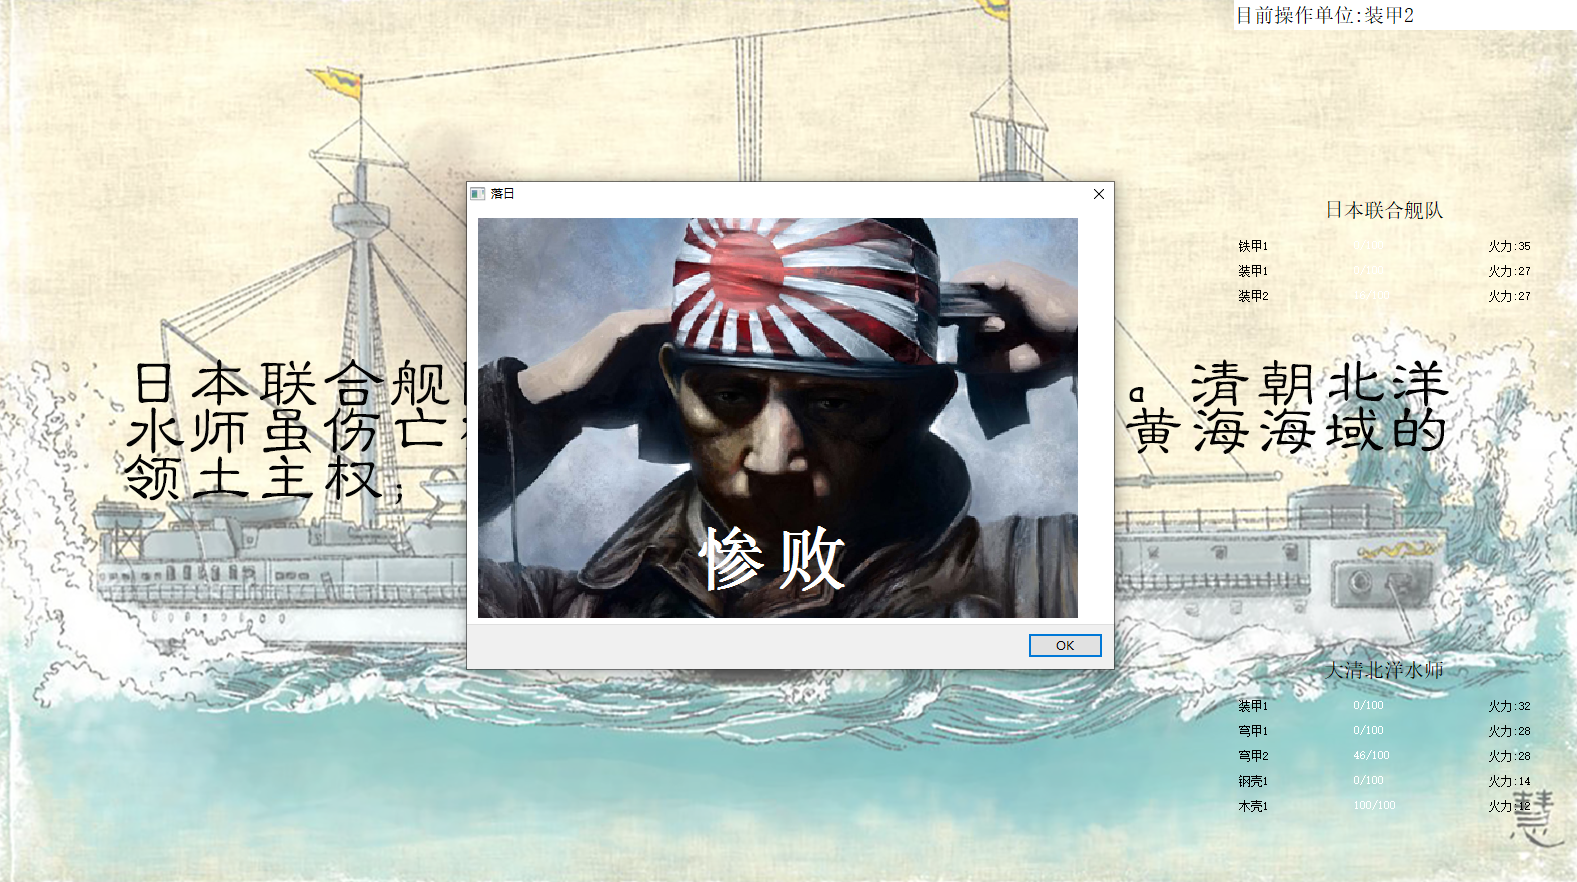 目前操作单位:装甲2
落日
日本联合舰队
铁甲1 火力:35
装甲1 火力:27
装甲2 火力:27
日本联合舰 。清朝北洋
水师虽伤亡 黄海海域的
领土主权;
惨败
OK
大清北洋水师
装甲1 0/100 火力:32
穹甲1 0/100 火力:28
穹甲2 46/100 火力:28
钢壳1 0/100 火力:14
木壳1 100/100 火力:12
慧